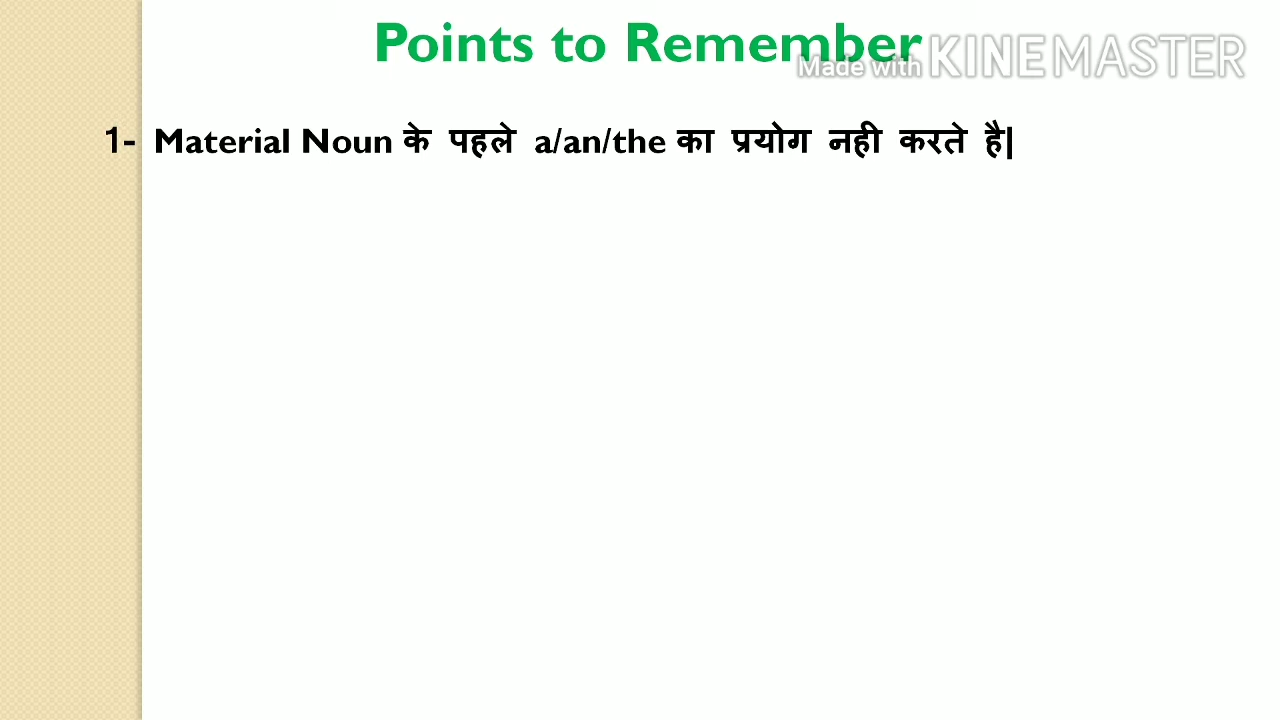 Points to Remember
Made with KINEMASTER
1- Material Noun के पहले a/an/the का प्रयोग नही करते है|